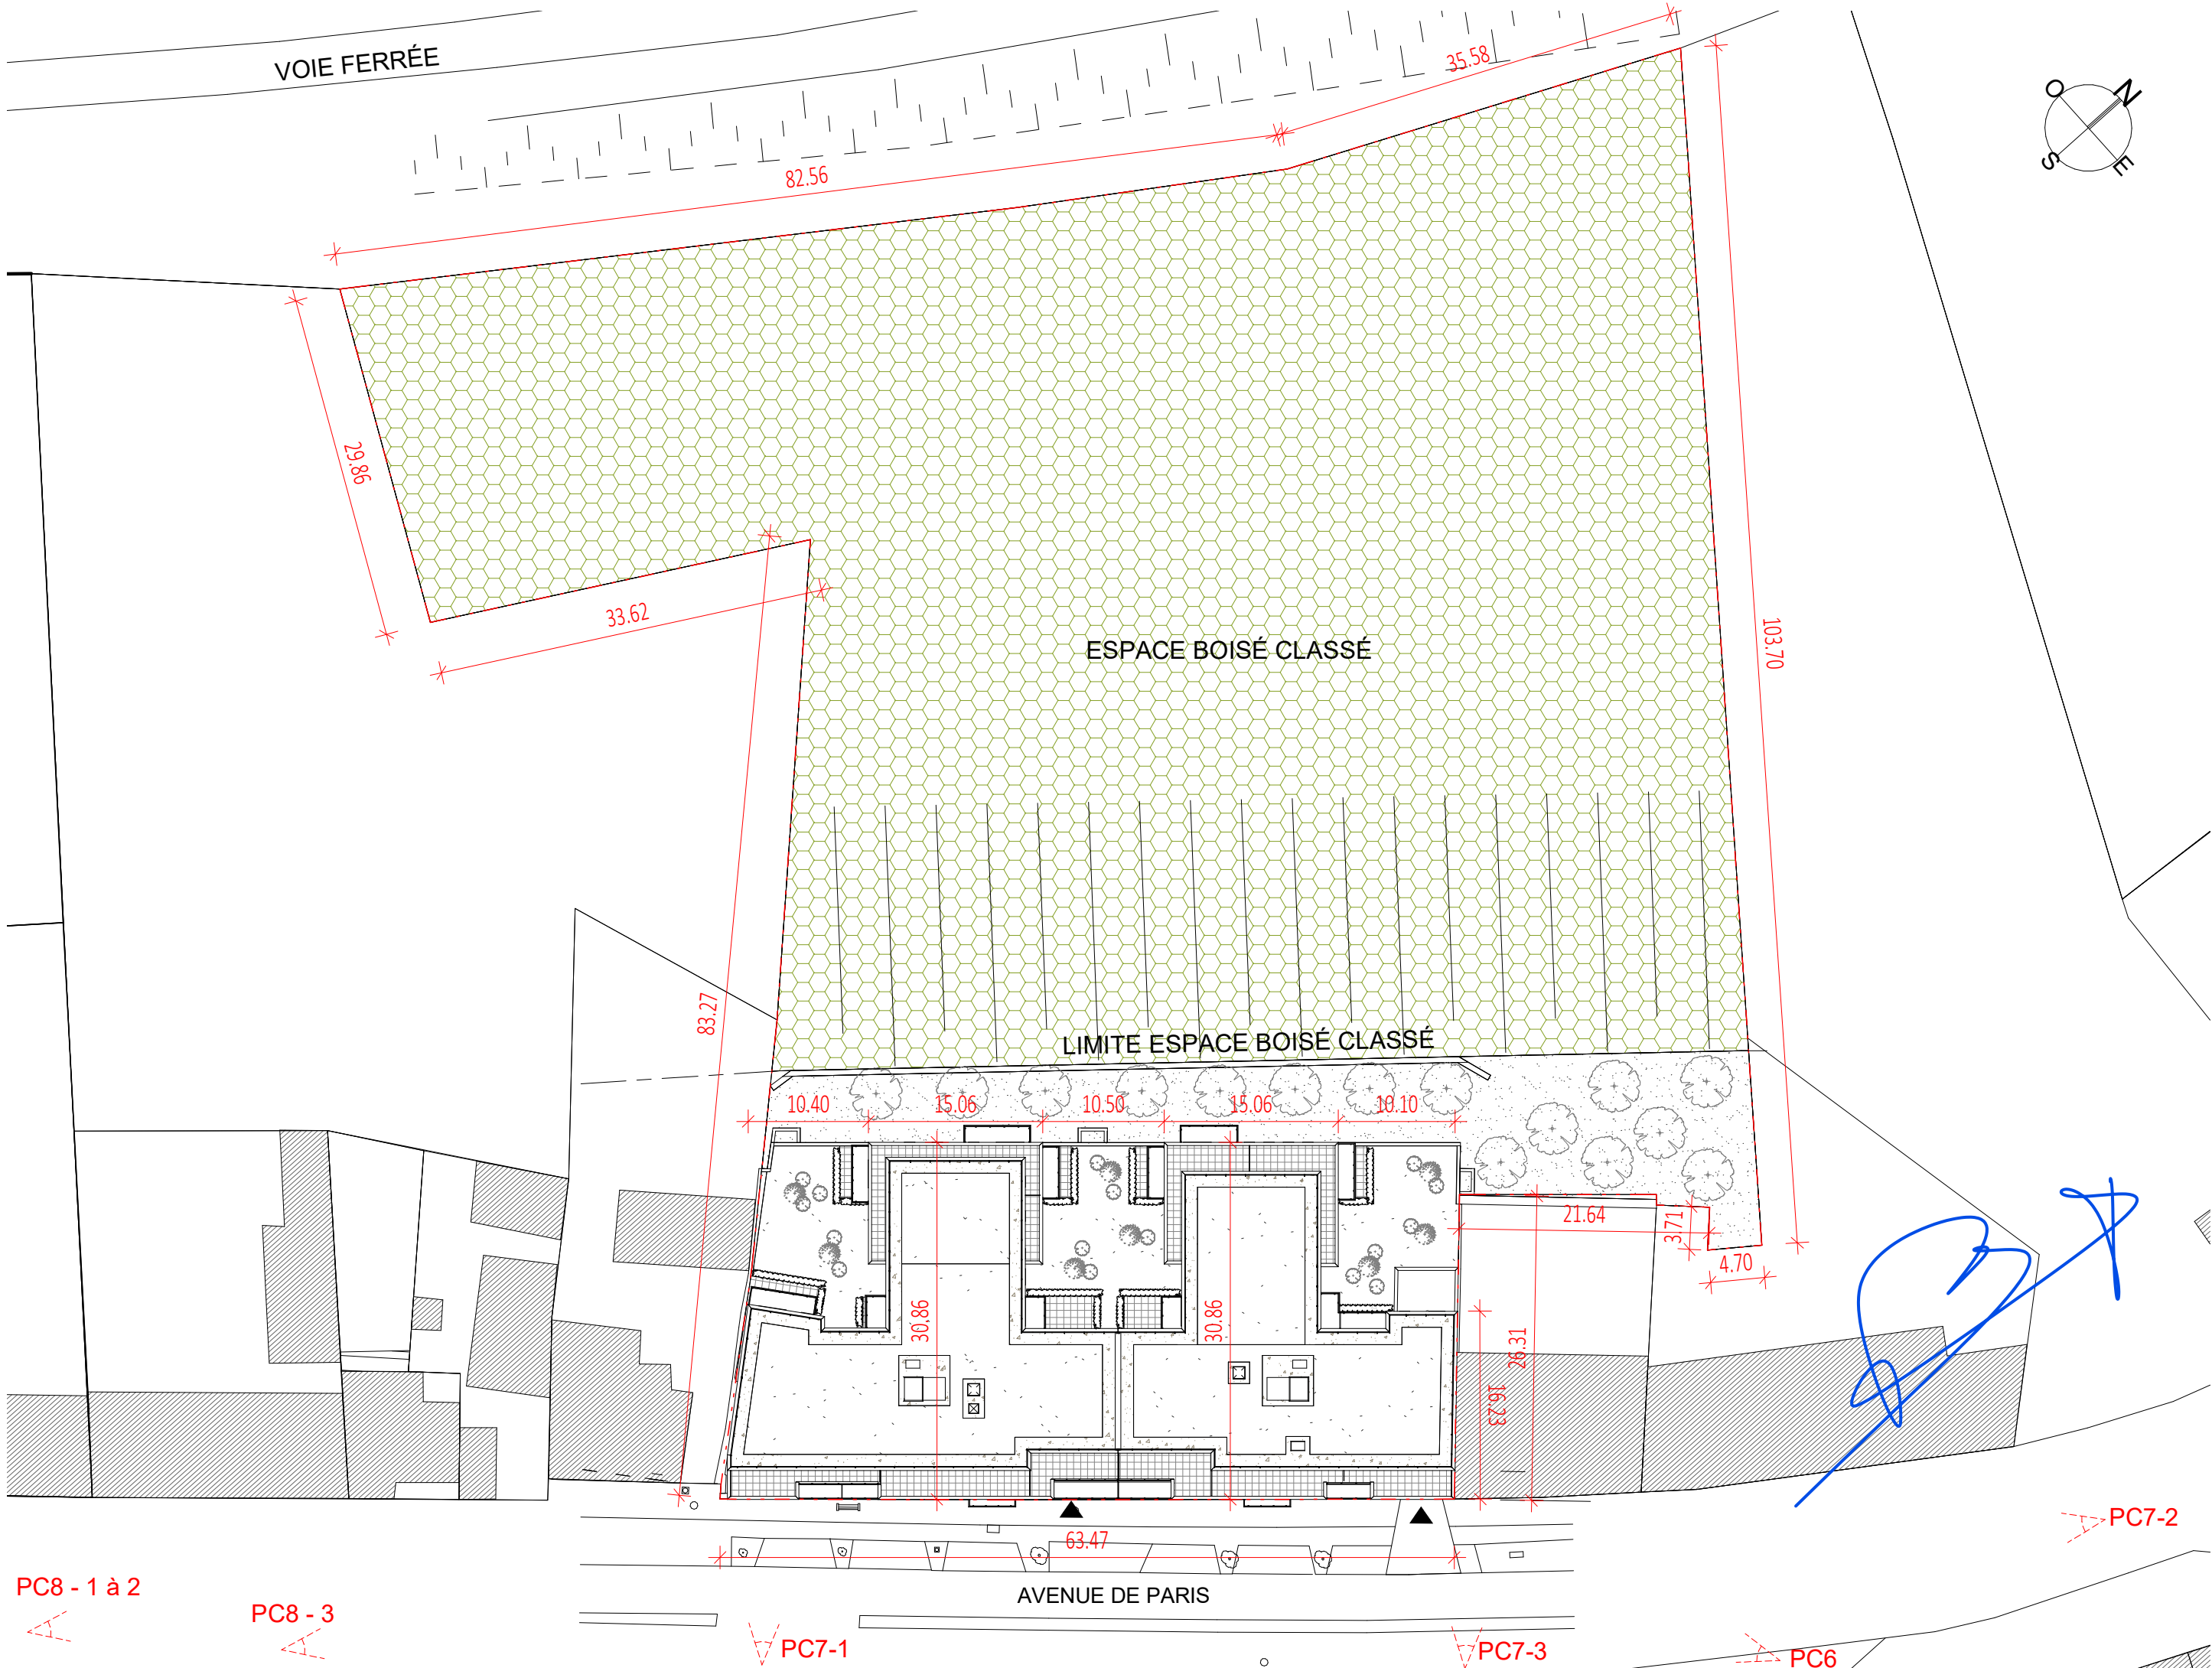 VOIE FERRÉE
35.58
82.56
O
N
S
E
29.86
33.62
ESPACE BOISÉ CLASSÉ
103.70
83.27
LIMITE ESPACE BOISÉ CLASSÉ
10.40
15.06
10.50
15.06
10.10
21.64
3.71
4.70
30.86
30.86
26.31
16.23
63.47
AVENUE DE PARIS
PC7-2
PC8 - 1 à 2
PC8 - 3
PC7-1
PC7-3
PC6